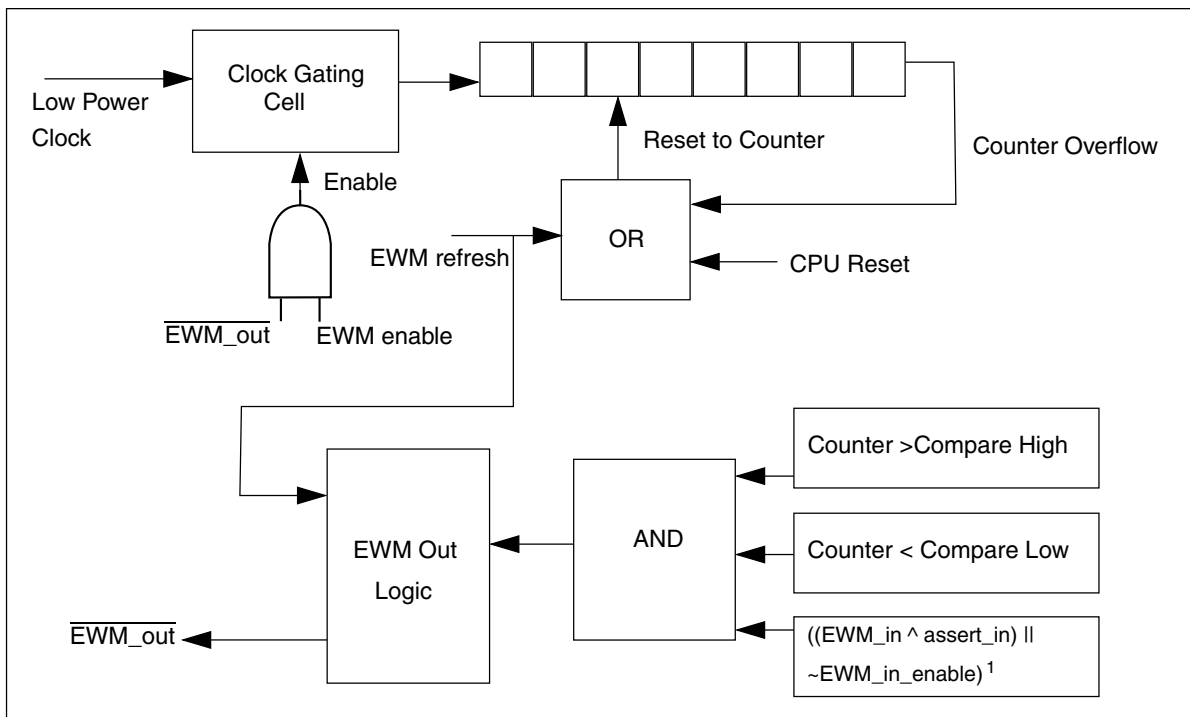 Clock Gating
Cell
Low Power
Clock
Enable
Reset to Counter
Counter Overflow
OR
EWM refresh
CPU Reset
EWM_out
EWM enable
Counter >Compare High
EWM Out
Logic
AND
Counter < Compare Low
EWM_out
((EWM_in ^ assert_in) ||
~EWM_in_enable) 1